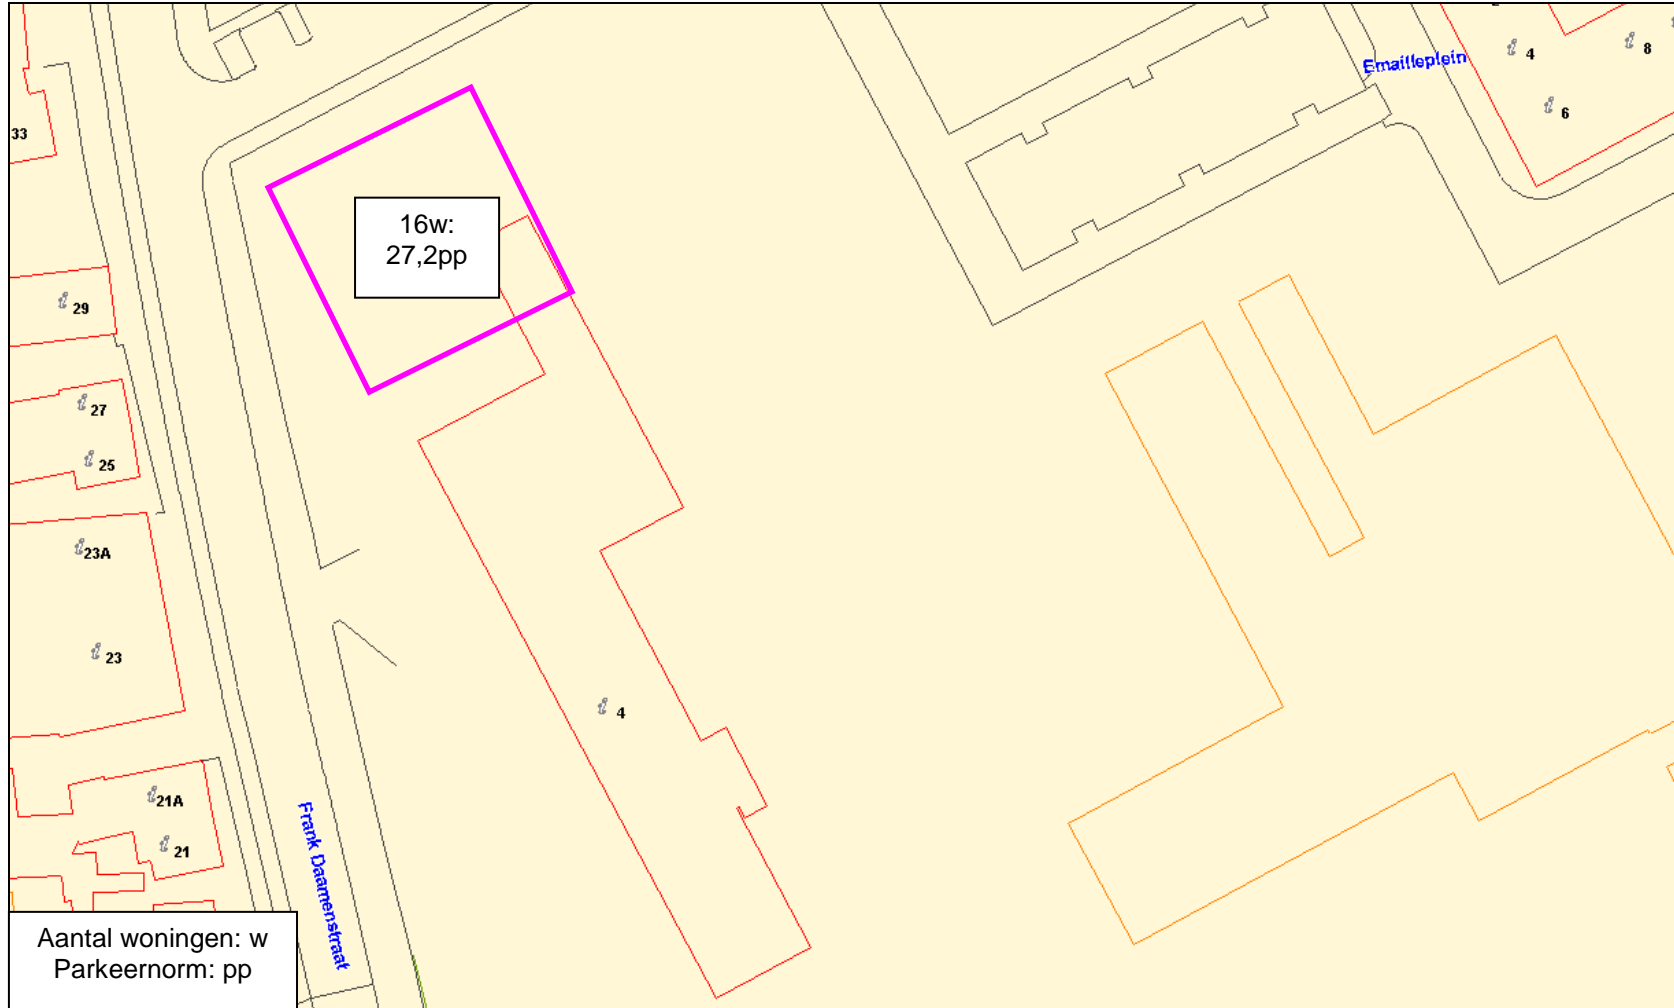 Emailleplein
4
8
6
33
16w:
27,2pp
29
27
25
23A
23
4
21A
21
Frank Daamenstraat
Aantal woningen: w
Parkeernorm: pp